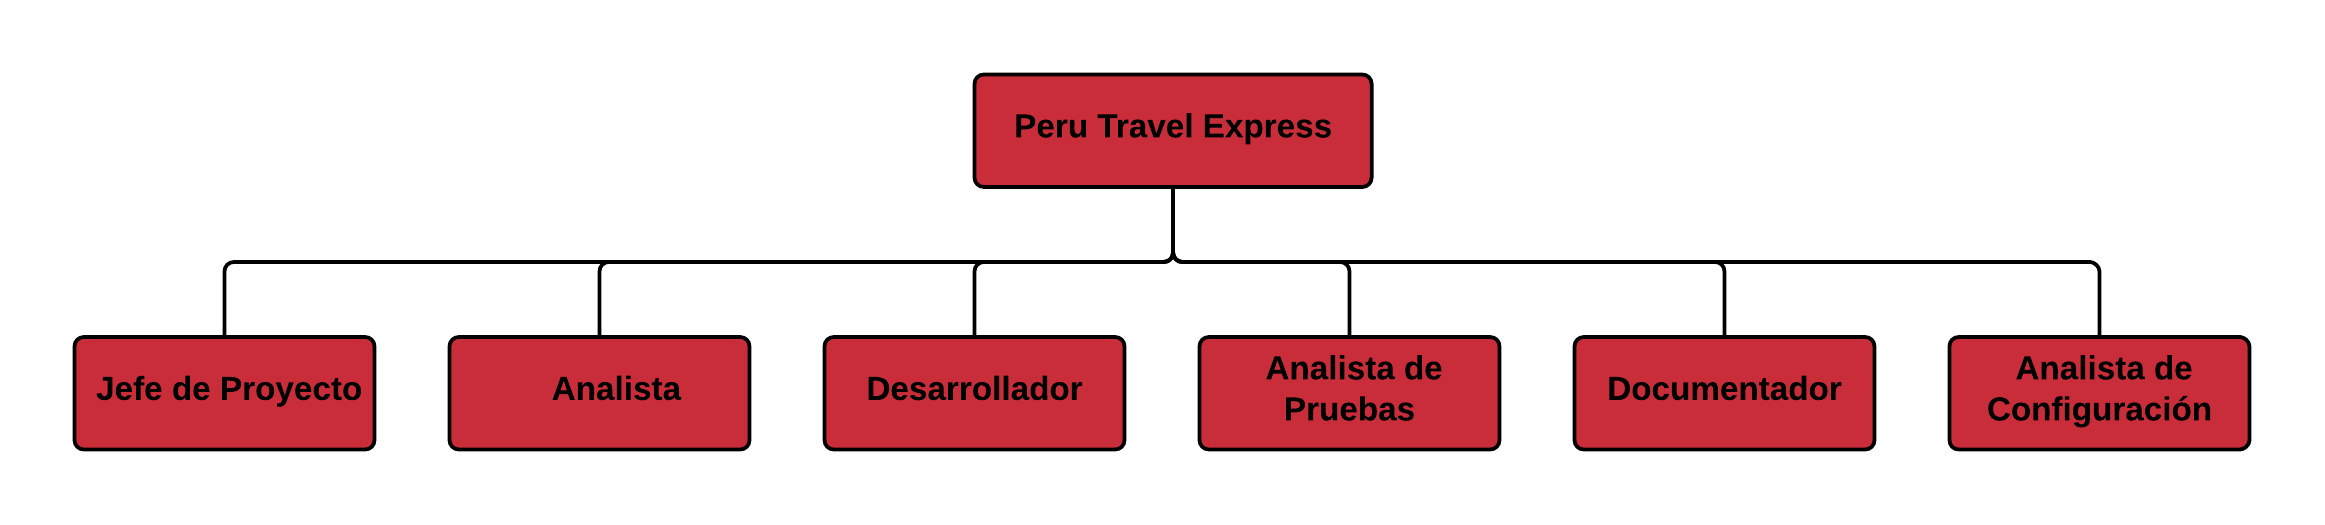 Peru Travel Express
Jefe de Proyecto
Analista
Desarrollador
Analista de
Pruebas
Documentador
Analista de
Configuración